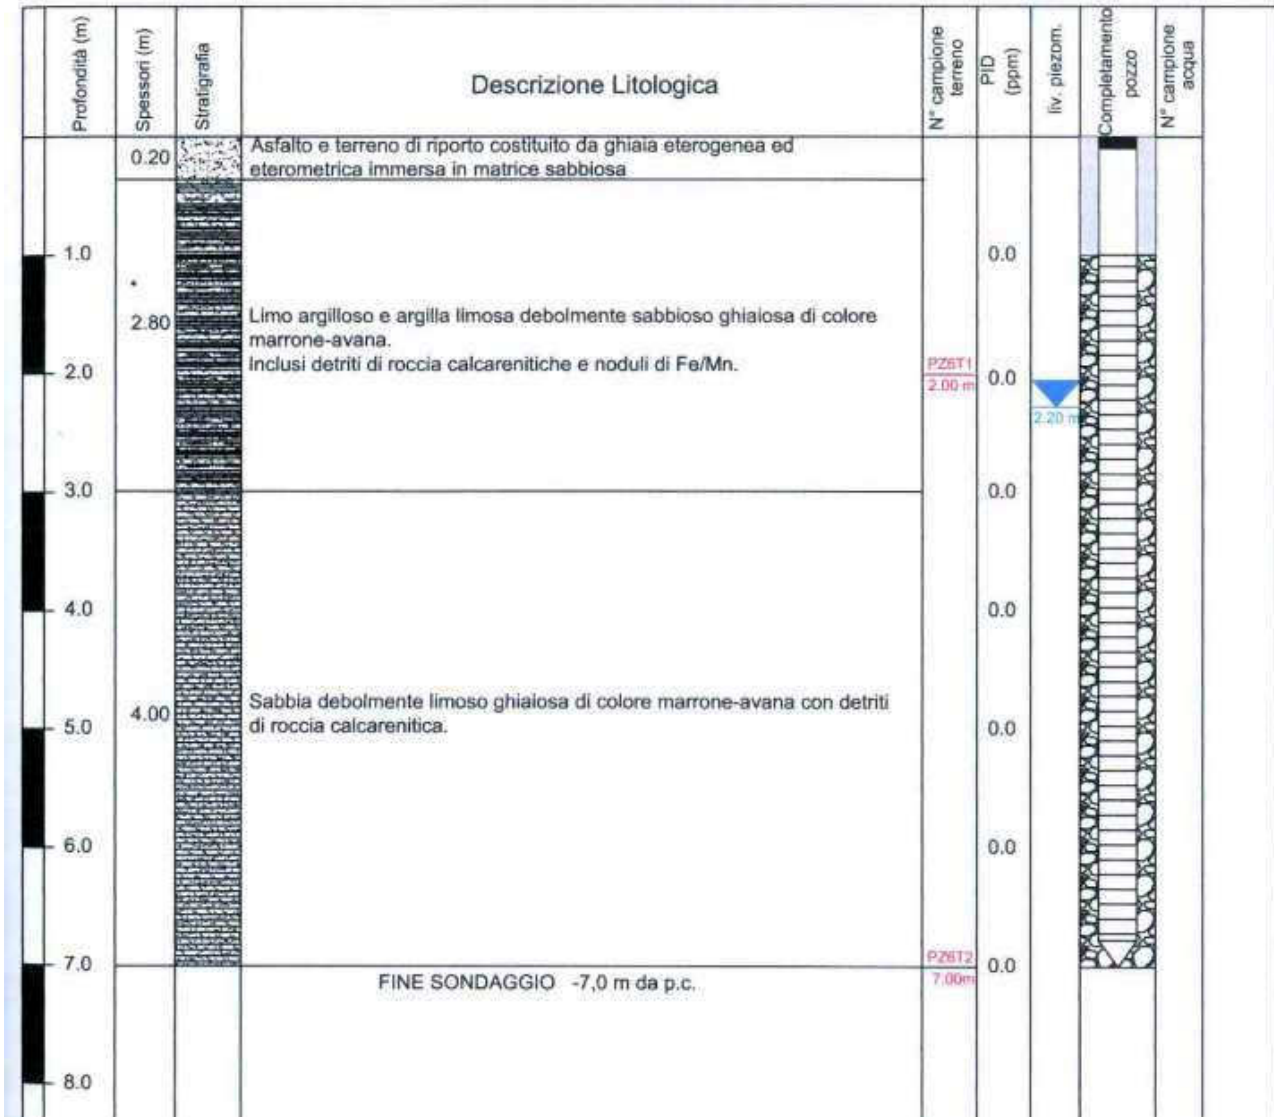 Profondità (m)
Spessori (m)
Stratigrafia
Descrizione Litologica
N° campione
terreno
PID
(ppm)
liv. piezom.
Completamento
pozzo
N° campione
acqua
0.20
Asfalto e terreno di riporto costituito da ghiaia eterogenea ed
eterometrica immersa in matrice sabbiosa
1.0
0.0
2.80
Limo argilloso e argilla limosa debolmente sabbioso ghiaiosa di colore
marrone-avana.
Inclusi detriti di roccia calcarenitiche e noduli di Fe/Mn.
2.0
PZ6T1
2.00 m
0.0
2.20 m
3.0
0.0
4.0
0.0
4.00
Sabbia debolmente limoso ghiaiosa di colore marrone-avana con detriti
di roccia calcarenitica.
5.0
0.0
6.0
0.0
7.0
PZ6T2
7.00m
0.0
FINE SONDAGGIO -7,0 m da p.c.
8.0